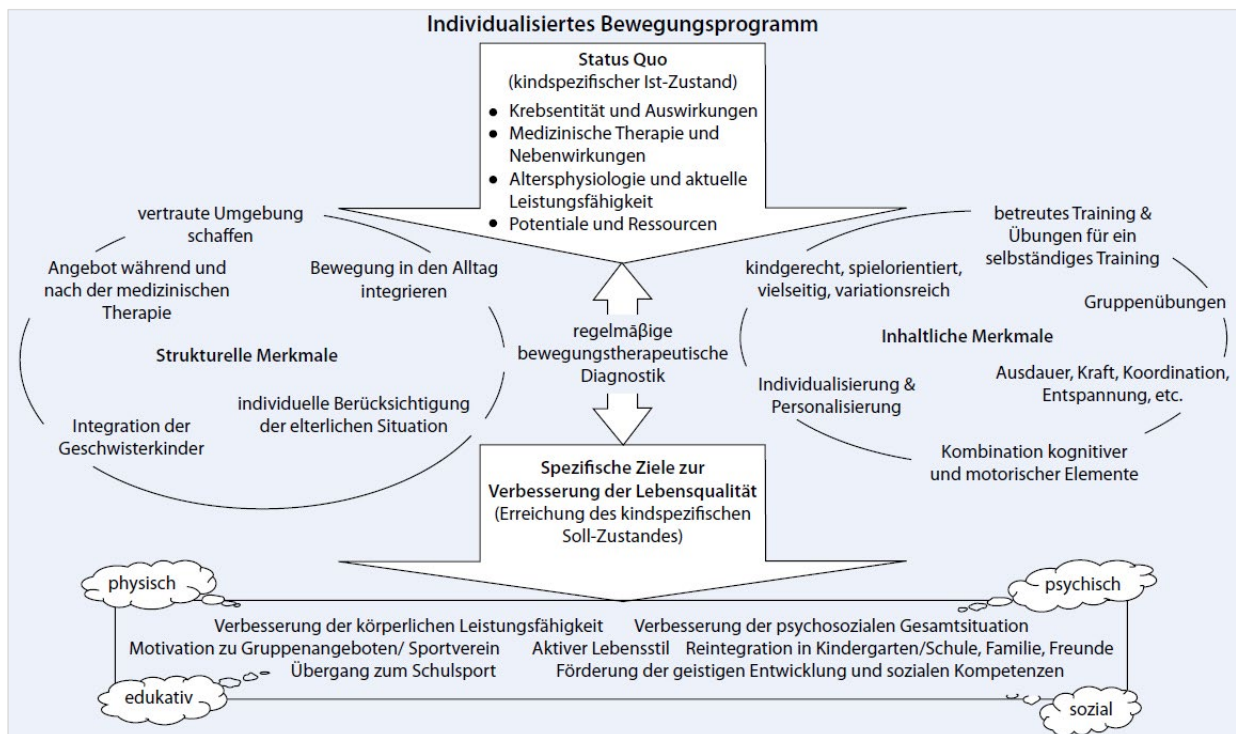 Individualisiertes Bewegungsprogramm
Status Quo
(kindspezifischer Ist-Zustand)
● Krebsentität und Auswirkungen
● Medizinische Therapie und
Nebenwirkungen
● Altersphysiologie und aktuelle
Leistungsfähigkeit
● Potentiale und Ressourcen
vertraute Umgebung
schaffen
Angebot während und
nach der medizinischen
Therapie
Bewegung in den Alltag
integrieren
Strukturelle Merkmale
individuelle Berücksichtigung
der elterlichen Situation
Integration der
Geschwisterkinder
regelmäßige
bewegungstherapeutische
Diagnostik
betreutes Training &
Übungen für ein
selbständiges Training
kindgerecht, spielorientiert,
vielseitig, variationsreich
Gruppenübungen
Inhaltliche Merkmale
Ausdauer, Kraft, Koordination,
Entspannung, etc.
Individualisierung &
Personalisierung
Kombination kognitiver
und motorischer Elemente
Spezifische Ziele zur
Verbesserung der Lebensqualität
(Erreichung des kindspezifischen
Soll-Zustandes)
physisch
psychisch
Verbesserung der körperlichen Leistungsfähigkeit Verbesserung der psychosozialen Gesamtsituation
Motivation zu Gruppenangeboten/ Sportverein Aktiver Lebensstil Reintegration in Kindergarten/Schule, Familie, Freunde
Übergang zum Schulsport Förderung der geistigen Entwicklung und sozialen Kompetenzen
edukativ
sozial